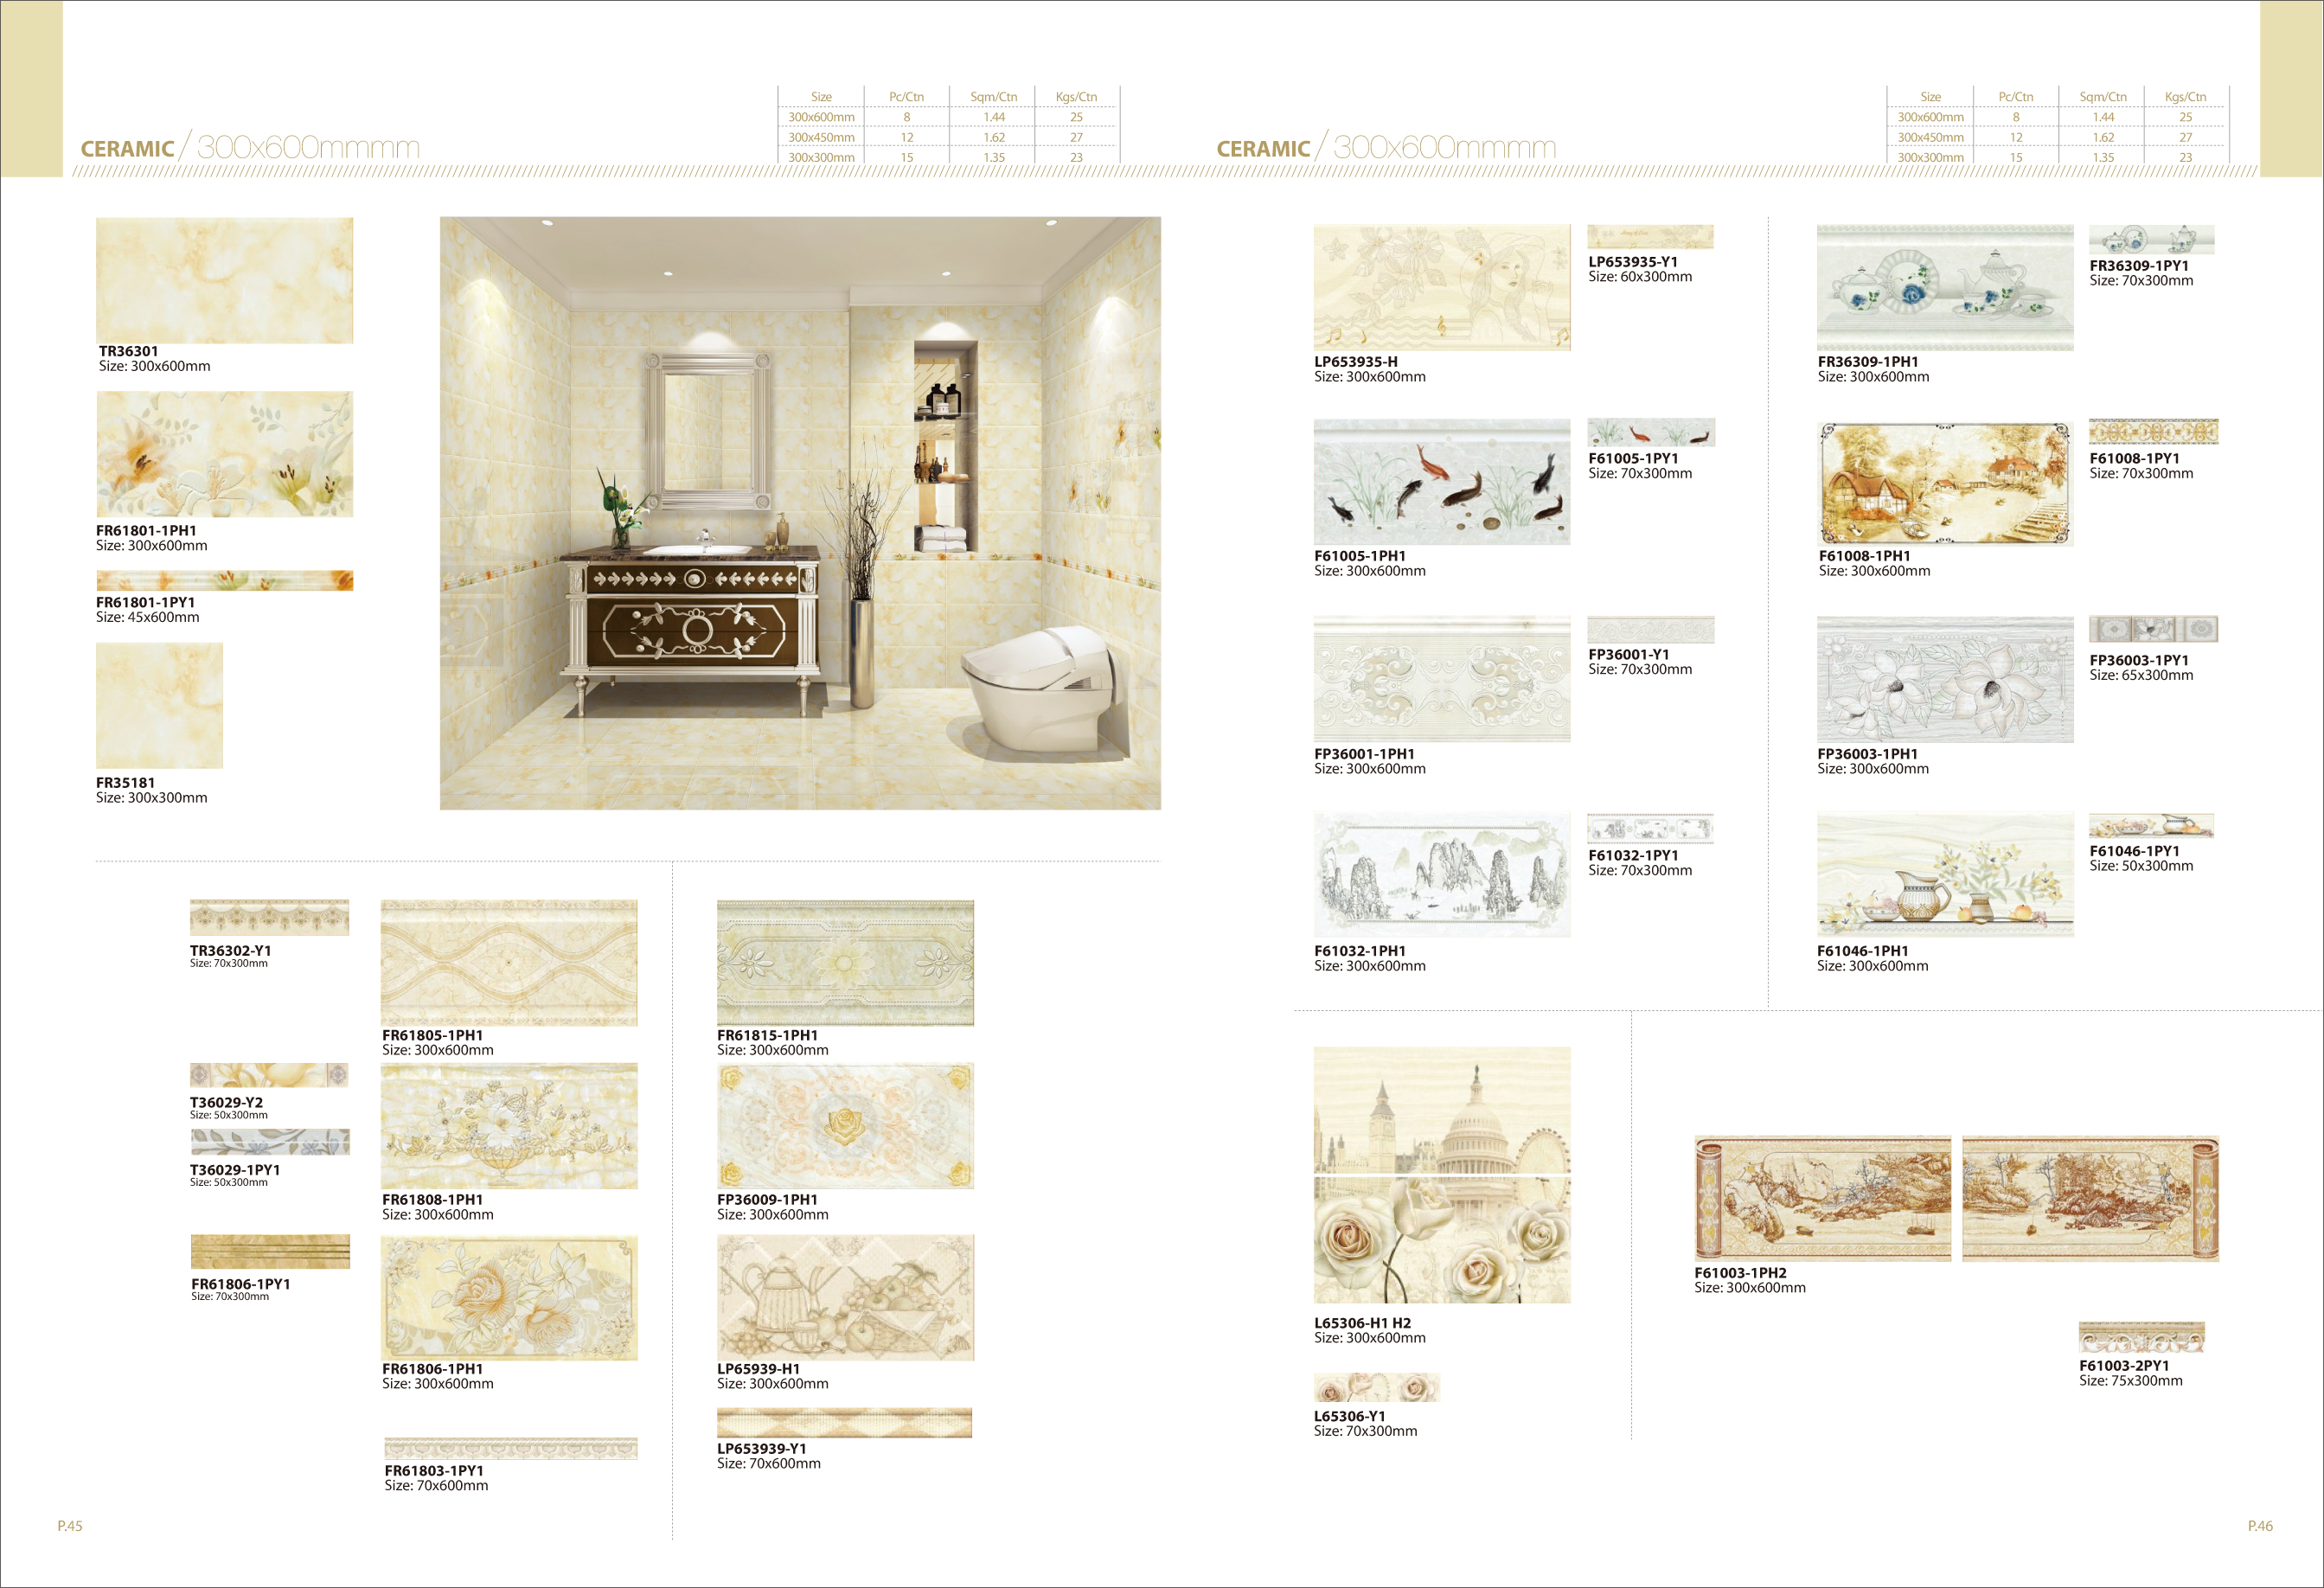 CERAMIC / 300x600mmmm
Size Pc/Ctn Sqm/Ctn Kgs/Ctn
300x600mm 8 1.44 25
300x450mm 12 1.62 27
300x300mm 15 1.35 23
TR36301
Size: 300x600mm
FR61801-1PH1
Size: 300x600mm
FR61801-1PY1
Size: 45x600mm
FR35181
Size: 300x300mm
TR36302-Y1
Size: 70x300mm
T36029-Y2
Size: 50x300mm
T36029-1PY1
Size: 50x300mm
FR61806-1PY1
Size: 70x300mm
FR61805-1PH1
Size: 300x600mm
FR61808-1PH1
Size: 300x600mm
FR61806-1PH1
Size: 300x600mm
FR61803-1PY1
Size: 70x600mm
FR61815-1PH1
Size: 300x600mm
FP36009-1PH1
Size: 300x600mm
LP65939-H1
Size: 300x600mm
LP653939-Y1
Size: 70x600mm
P.45
CERAMIC / 300x600mmmm
Size Pc/Ctn Sqm/Ctn Kgs/Ctn
300x600mm 8 1.44 25
300x450mm 12 1.62 27
300x300mm 15 1.35 23
LP653935-H
Size: 300x600mm
LP653935-Y1
Size: 60x300mm
F61005-1PH1
Size: 300x600mm
F61005-1PY1
Size: 70x300mm
FP36001-1PH1
Size: 300x600mm
FP36001-Y1
Size: 70x300mm
F61032-1PH1
Size: 300x600mm
F61032-1PY1
Size: 70x300mm
FR36309-1PH1
Size: 300x600mm
FR36309-1PY1
Size: 70x300mm
F61008-1PH1
Size: 300x600mm
F61008-1PY1
Size: 70x300mm
FP36003-1PH1
Size: 300x600mm
FP36003-1PY1
Size: 65x300mm
F61046-1PH1
Size: 300x600mm
F61046-1PY1
Size: 50x300mm
L65306-H1 H2
Size: 300x600mm
L65306-Y1
Size: 70x300mm
F61003-1PH2
Size: 300x600mm
F61003-2PY1
Size: 75x300mm
P.46